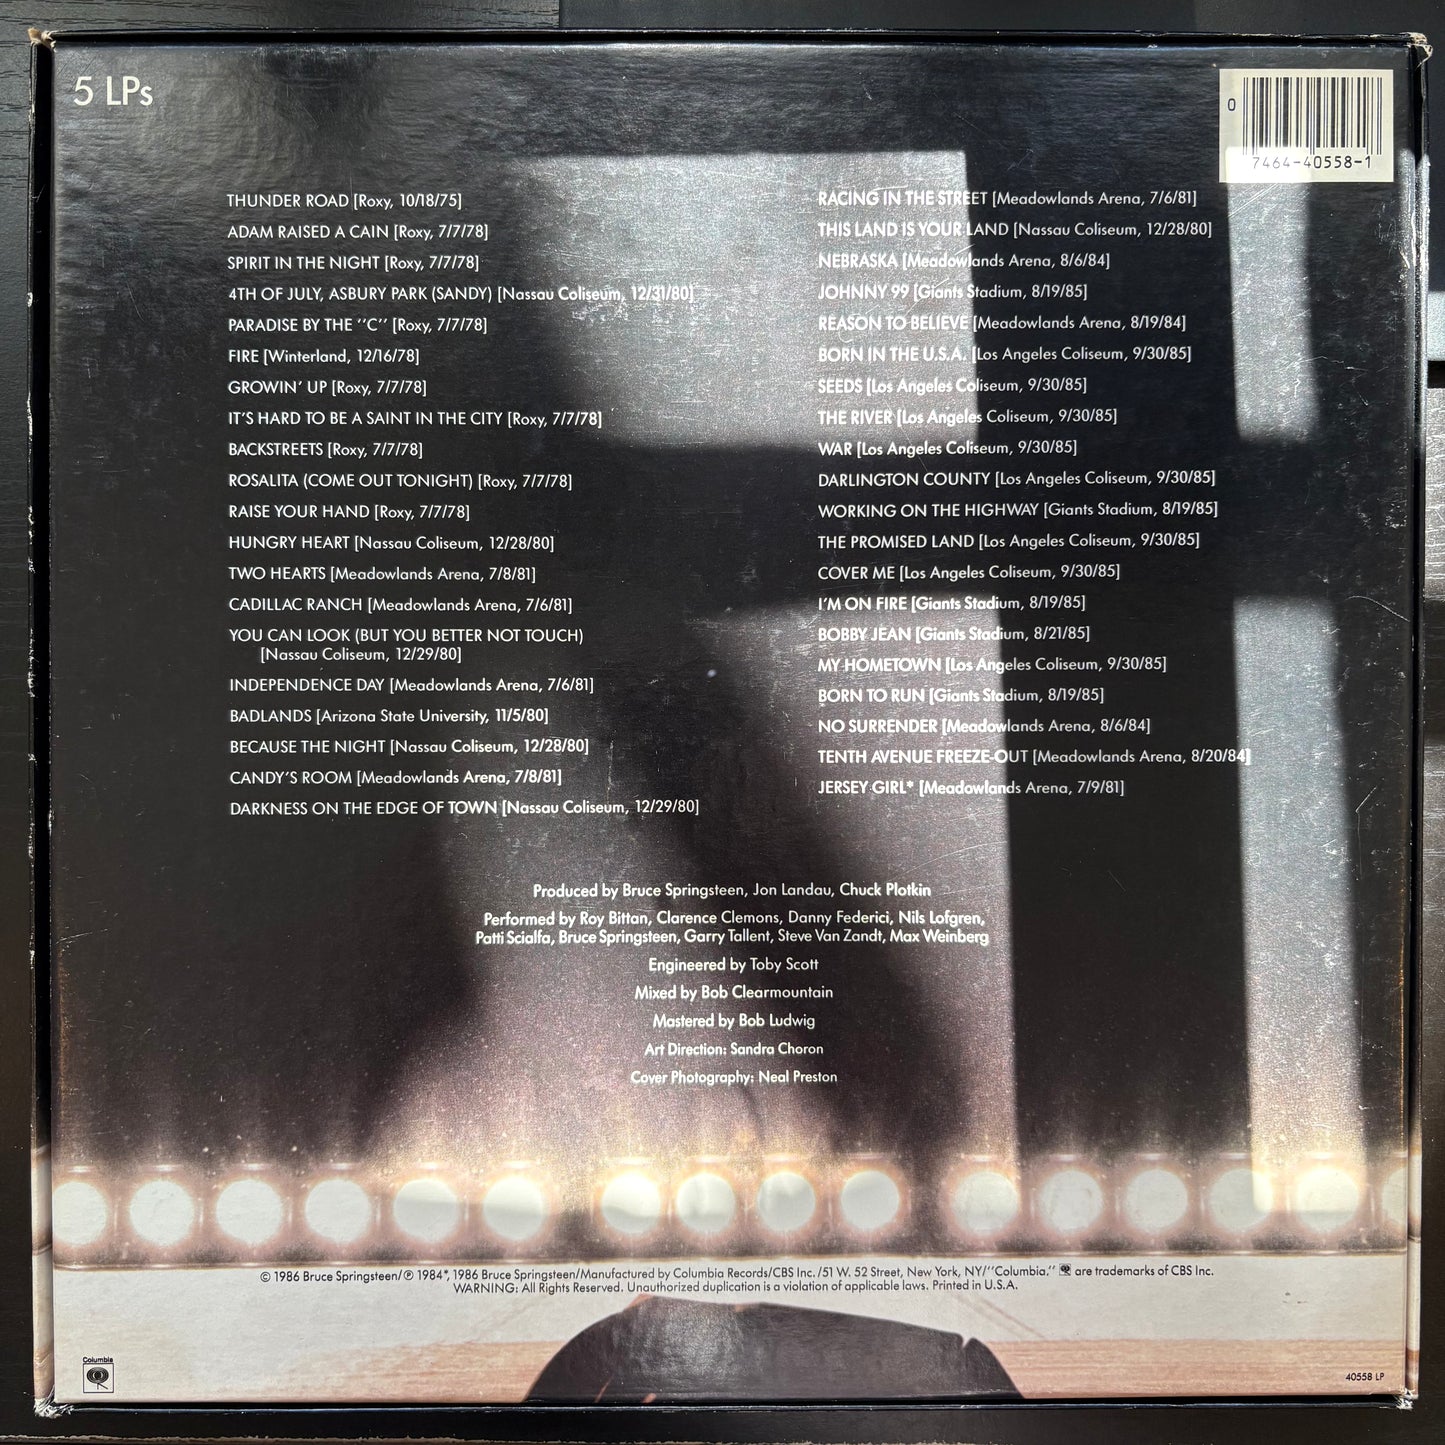 5 LPs
0
7464-40558-1
THUNDER ROAD [Roxy, 10/18/75]
ADAM RAISED A CAIN [Roxy, 7/7/78]
SPIRIT IN THE NIGHT [Roxy, 7/7/78]
4TH OF JULY, ASBURY PARK (SANDY) [Nassau Coliseum, 12/31/80]
PARADISE BY THE "C" [Roxy, 7/7/78]
FIRE [Winterland, 12/16/78]
GROWIN' UP [Roxy, 7/7/78]
IT'S HARD TO BE A SAINT IN THE CITY [Roxy, 7/7/78]
BACKSTREETS [Roxy, 7/7/78]
ROSALITA (COME OUT TONIGHT) [Roxy, 7/7/78]
RAISE YOUR HAND [Roxy, 7/7/78]
HUNGRY HEART [Nassau Coliseum, 12/28/80]
TWO HEARTS [Meadowlands Arena, 7/8/81]
CADILLAC RANCH [Meadowlands Arena, 7/6/81]
YOU CAN LOOK (BUT YOU BETTER NOT TOUCH)
[Nassau Coliseum, 12/29/80]
INDEPENDENCE DAY [Meadowlands Arena, 7/6/81]
BADLANDS [Arizona State University, 11/5/80]
BECAUSE THE NIGHT [Nassau Coliseum, 12/28/80]
CANDY'S ROOM [Meadowlands Arena, 7/8/81]
DARKNESS ON THE EDGE OF TOWN [Nassau Coliseum, 12/29/80]
RACING IN THE STREET [Meadowlands Arena, 7/6/81]
THIS LAND IS YOUR LAND [Nassau Coliseum, 12/28/80]
NEBRASKA [Meadowlands Arena, 8/6/84]
JOHNNY 99 [Giants Stadium, 8/19/85]
REASON TO BELIEVE [Meadowlands Arena, 8/19/84]
BORN IN THE U.S.A. [Los Angeles Coliseum, 9/30/85]
SEEDS [Los Angeles Coliseum, 9/30/85]
THE RIVER [Los Angeles Coliseum, 9/30/85]
WAR [Los Angeles Coliseum, 9/30/85]
DARLINGTON COUNTY [Los Angeles Coliseum, 9/30/85]
WORKING ON THE HIGHWAY [Giants Stadium, 8/19/85]
THE PROMISED LAND [Los Angeles Coliseum, 9/30/85]
COVER ME [Los Angeles Coliseum, 9/30/85]
I'M ON FIRE [Giants Stadium, 8/19/85]
BOBBY JEAN [Giants Stadium, 8/21/85]
MY HOMETOWN [Los Angeles Coliseum, 9/30/85]
BORN TO RUN [Giants Stadium, 8/19/85]
NO SURRENDER [Meadowlands Arena, 8/6/84]
TENTH AVENUE FREEZE-OUT [Meadowlands Arena, 8/20/84]
JERSEY GIRL* [Meadowlands Arena, 7/9/81]
Produced by Bruce Springsteen, Jon Landau, Chuck Plotkin
Performed by Roy Bittan, Clarence Clemons, Danny Federici, Nils Lofgren,
Patti Scialfa, Bruce Springsteen, Garry Tallent, Steve Van Zandt, Max Weinberg
Engineered by Toby Scott
Mixed by Bob Clearmountain
Mastered by Bob Ludwig
Art Direction: Sandra Choron
Cover Photography: Neal Preston
© 1986 Bruce Springsteen/℗ 1984*, 1986 Bruce Springsteen/Manufactured by Columbia Records/CBS Inc./51 W. 52 Street, New York, NY/"Columbia," are trademarks of CBS Inc.
WARNING: All Rights Reserved. Unauthorized duplication is a violation of applicable laws. Printed in U.S.A.
Columbia
40558 LP